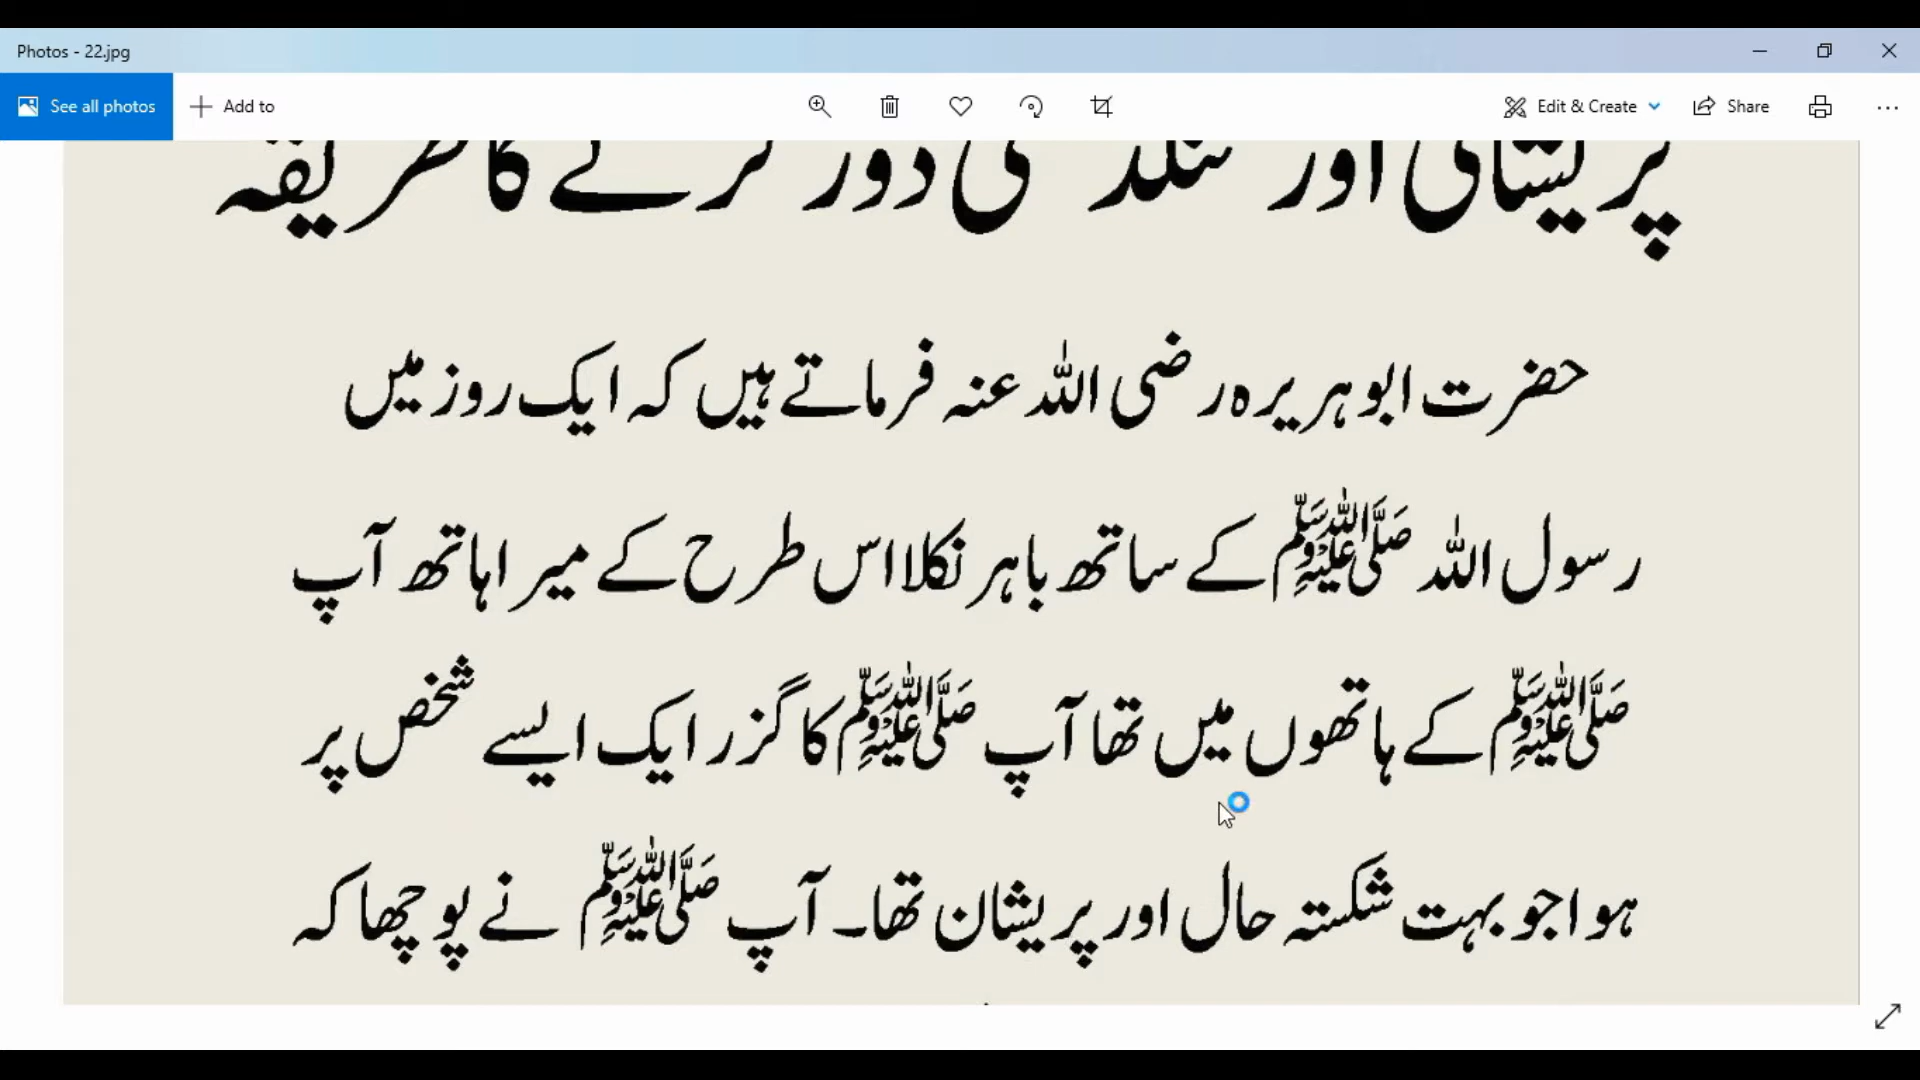 Photos - 22.jpg
See all photos
Add to
Edit & Create
Share
پریشانی اور تنگدستی دور کرنے کا طریقہ
حضرت ابو ہریرہ رضی اللہ عنہ فرماتے ہیں کہ ایک روز میں
رسول اللہ ﷺ کے ساتھ باہر نکلا اس طرح کے میرا ہاتھ آپ
ﷺ کے ہاتھوں میں تھا آپ ﷺ کا گزر ایک ایسے شخص پر
ہوا جو بہت شکستہ حال اور پریشان تھا۔ آپ ﷺ نے پوچھا کہ